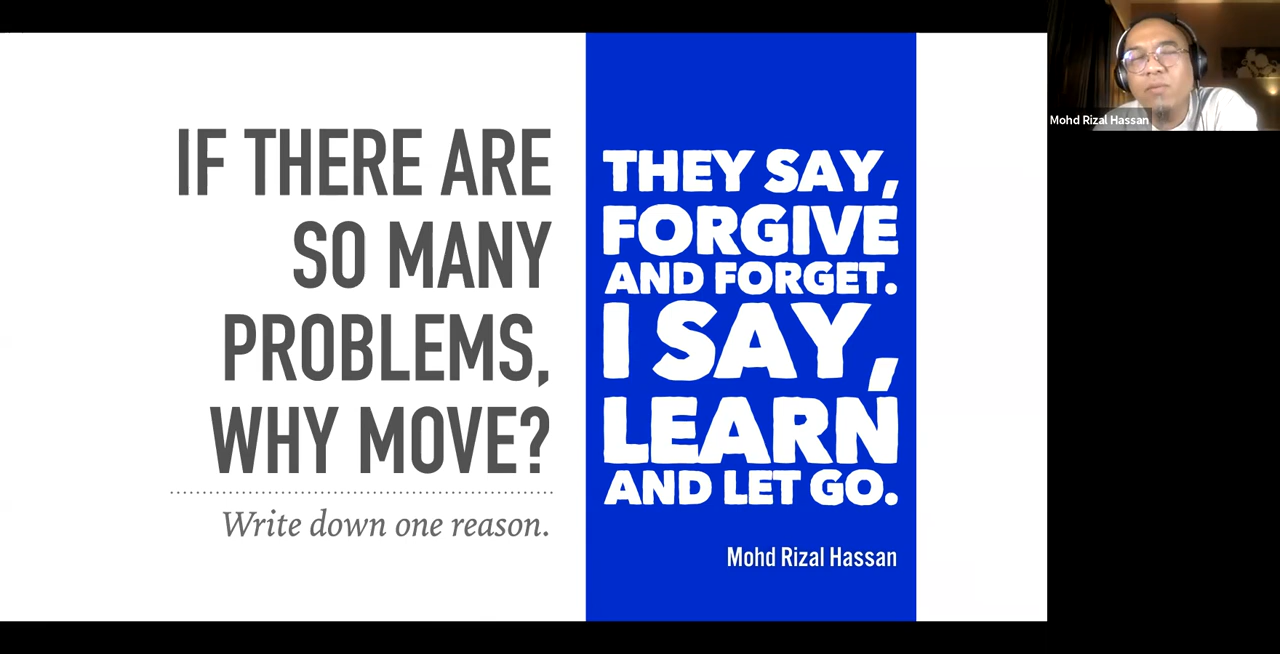 IF THERE ARE
SO MANY
PROBLEMS,
WHY MOVE?
Write down one reason.
THEY SAY,
FORGIVE
AND FORGET.
I SAY,
LEARN
AND LET GO.
Mohd Rizal Hassan
Mohd Rizal Hassan